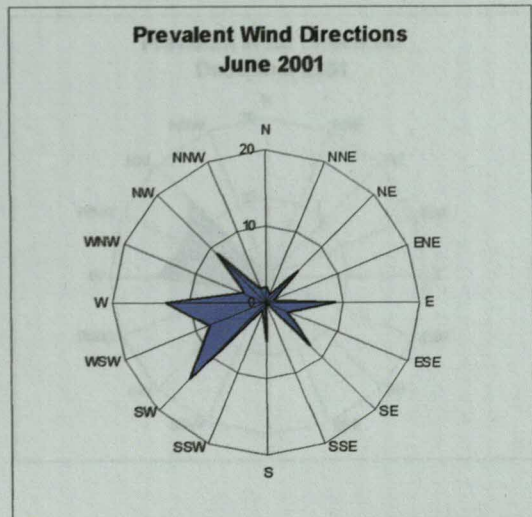 Prevalent Wind Directions
June 2001
N
NNE
NE
ENE
E
ESE
SE
SSE
S
SSW
SW
WSW
W
WNW
NW
NNW
20
10
0